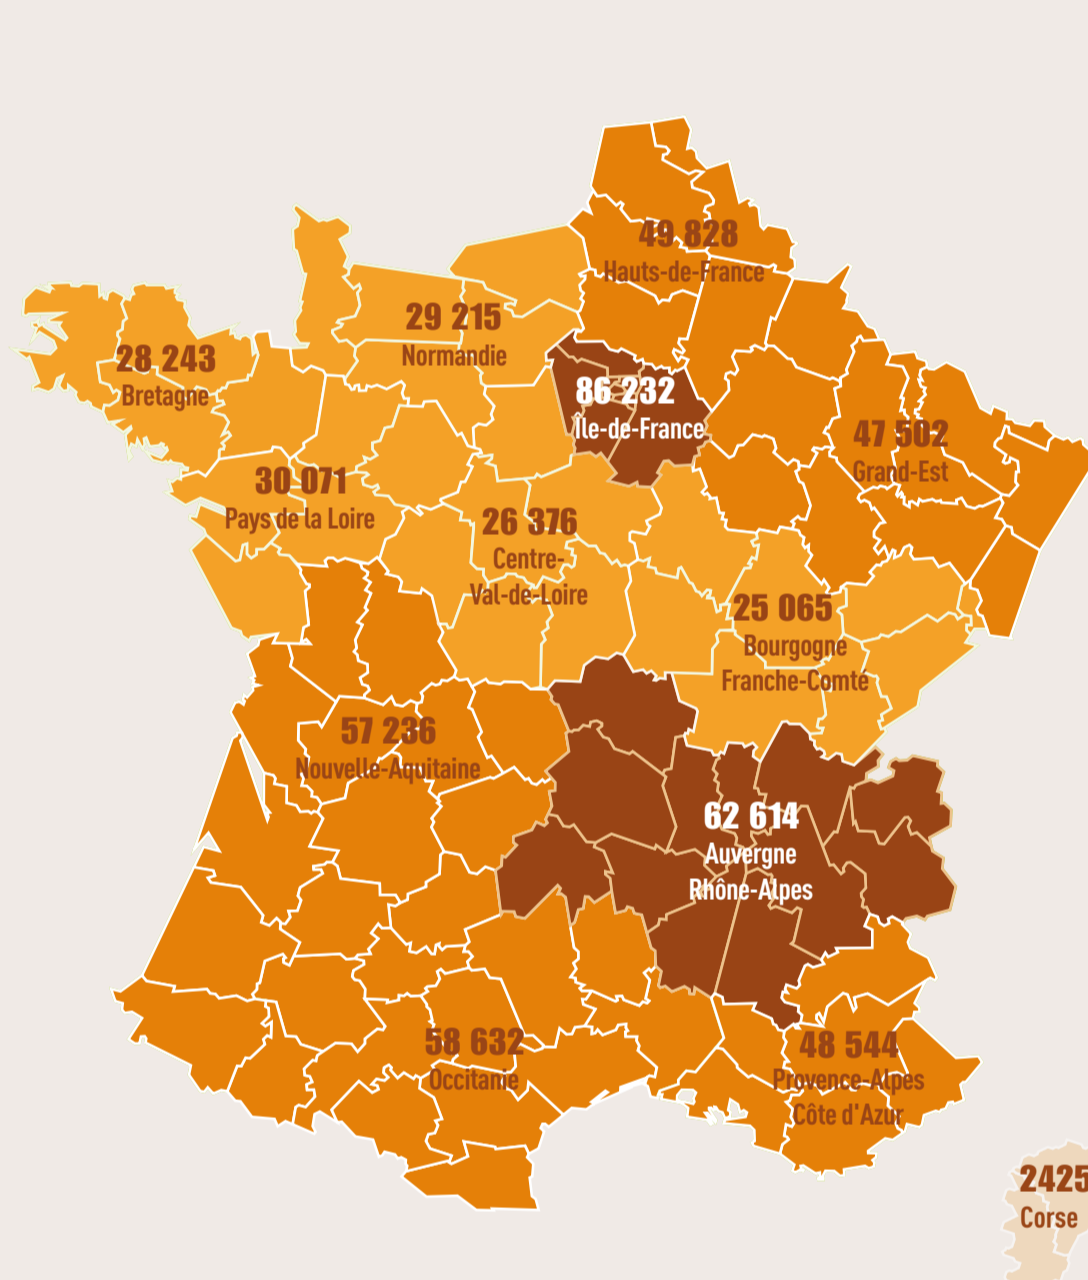 49 828
Hauts-de-France
29 215
Normandie
28 243
Bretagne
86 232
Île-de-France
47 502
Grand-Est
30 071
Pays de la Loire
26 376
Centre-
Val-de-Loire
25 065
Bourgogne
Franche-Comté
57 236
Nouvelle-Aquitaine
62 614
Auvergne
Rhône-Alpes
58 632
Occitanie
48 544
Provence-Alpes
Côte d'Azur
2425
Corse